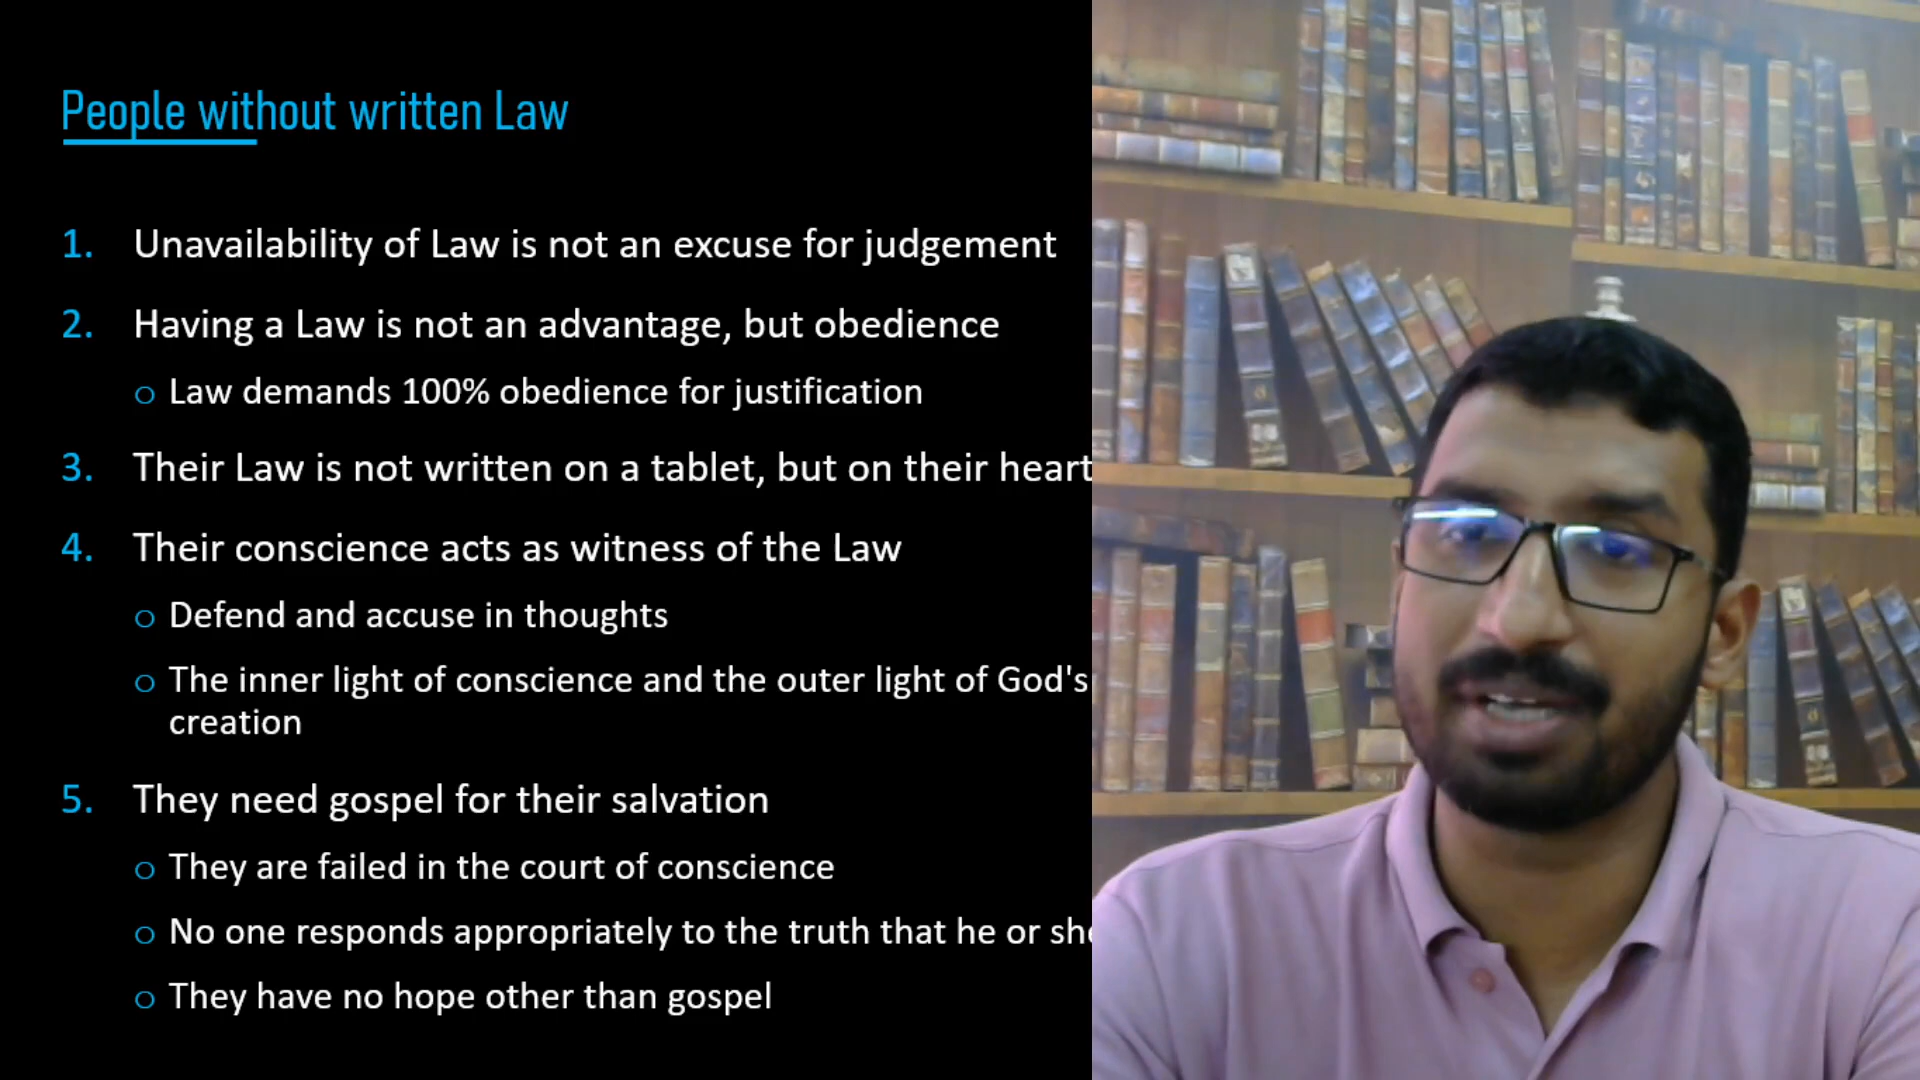 People without written Law
1. Unavailability of Law is not an excuse for judgement
2. Having a Law is not an advantage, but obedience
o Law demands 100% obedience for justification
3. Their Law is not written on a tablet, but on their heart
4. Their conscience acts as witness of the Law
o Defend and accuse in thoughts
o The inner light of conscience and the outer light of God's
creation
5. They need gospel for their salvation
o They are failed in the court of conscience
o No one responds appropriately to the truth that he or
o They have no hope other than gospel